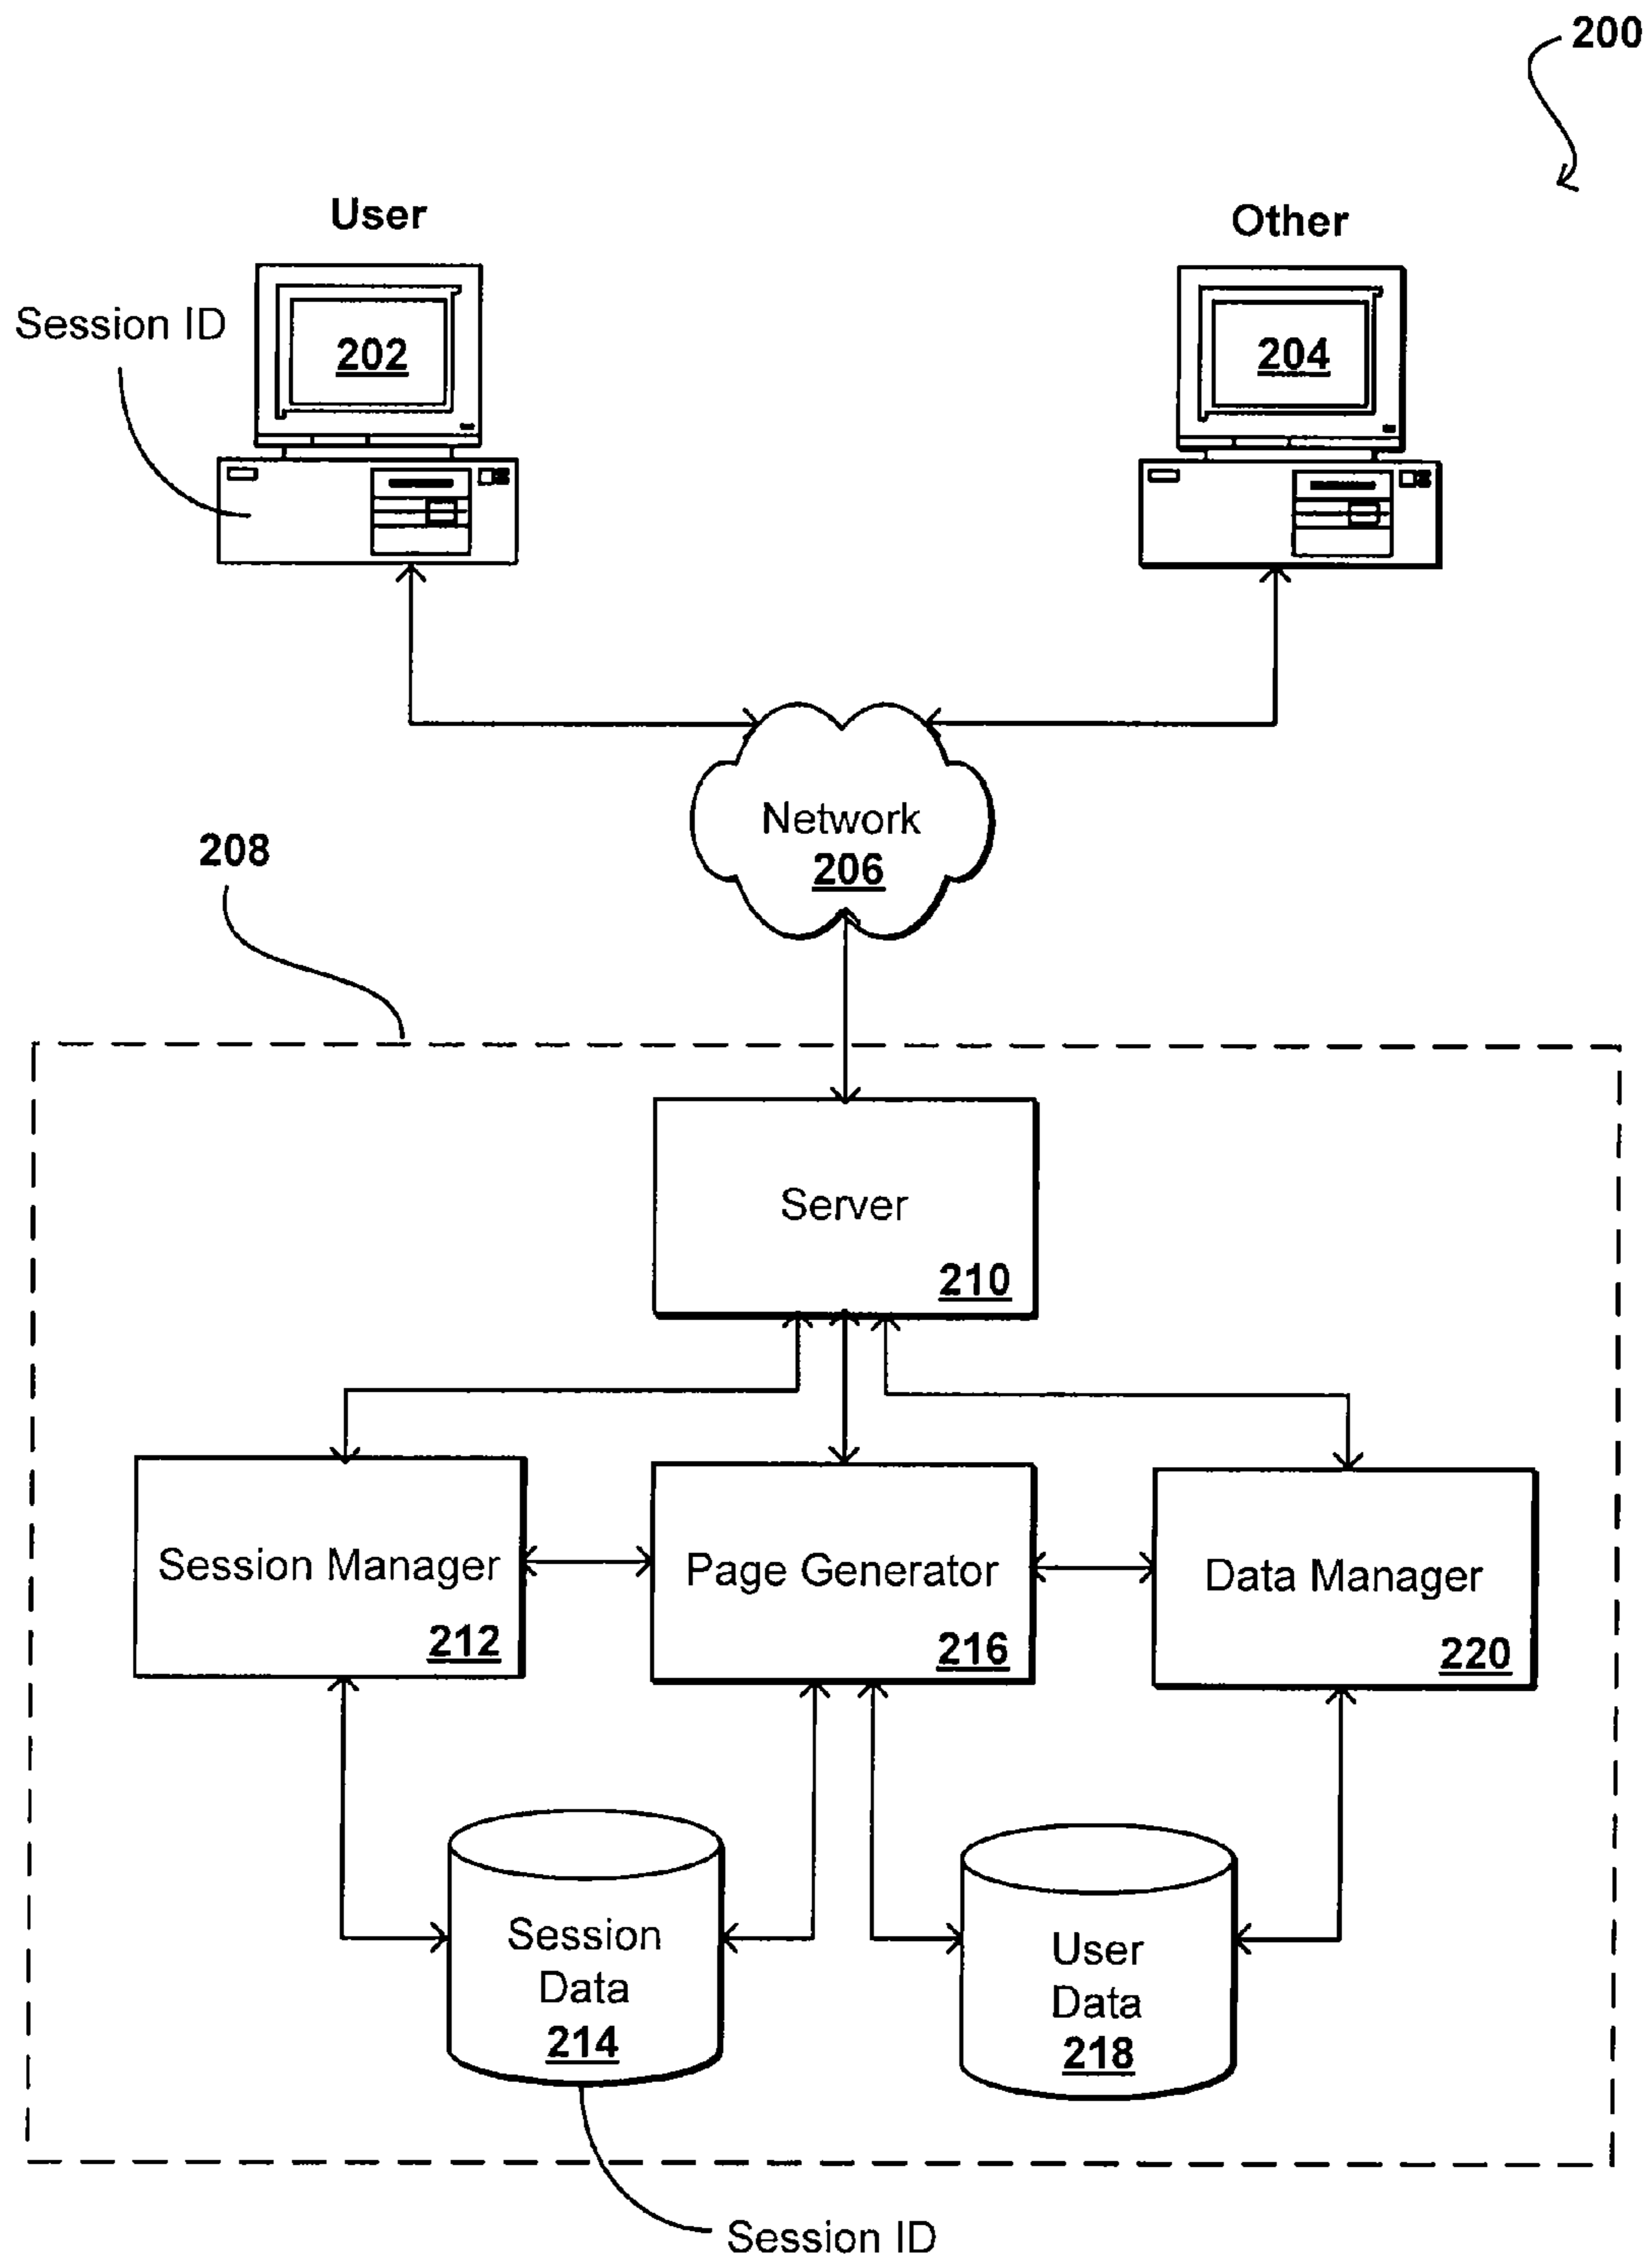 200
User
Other
Session ID
202
204
Network
206
208
Server
210
Session Manager
212
Page Generator
216
Data Manager
220
Session
Data
214
User
Data
218
Session ID